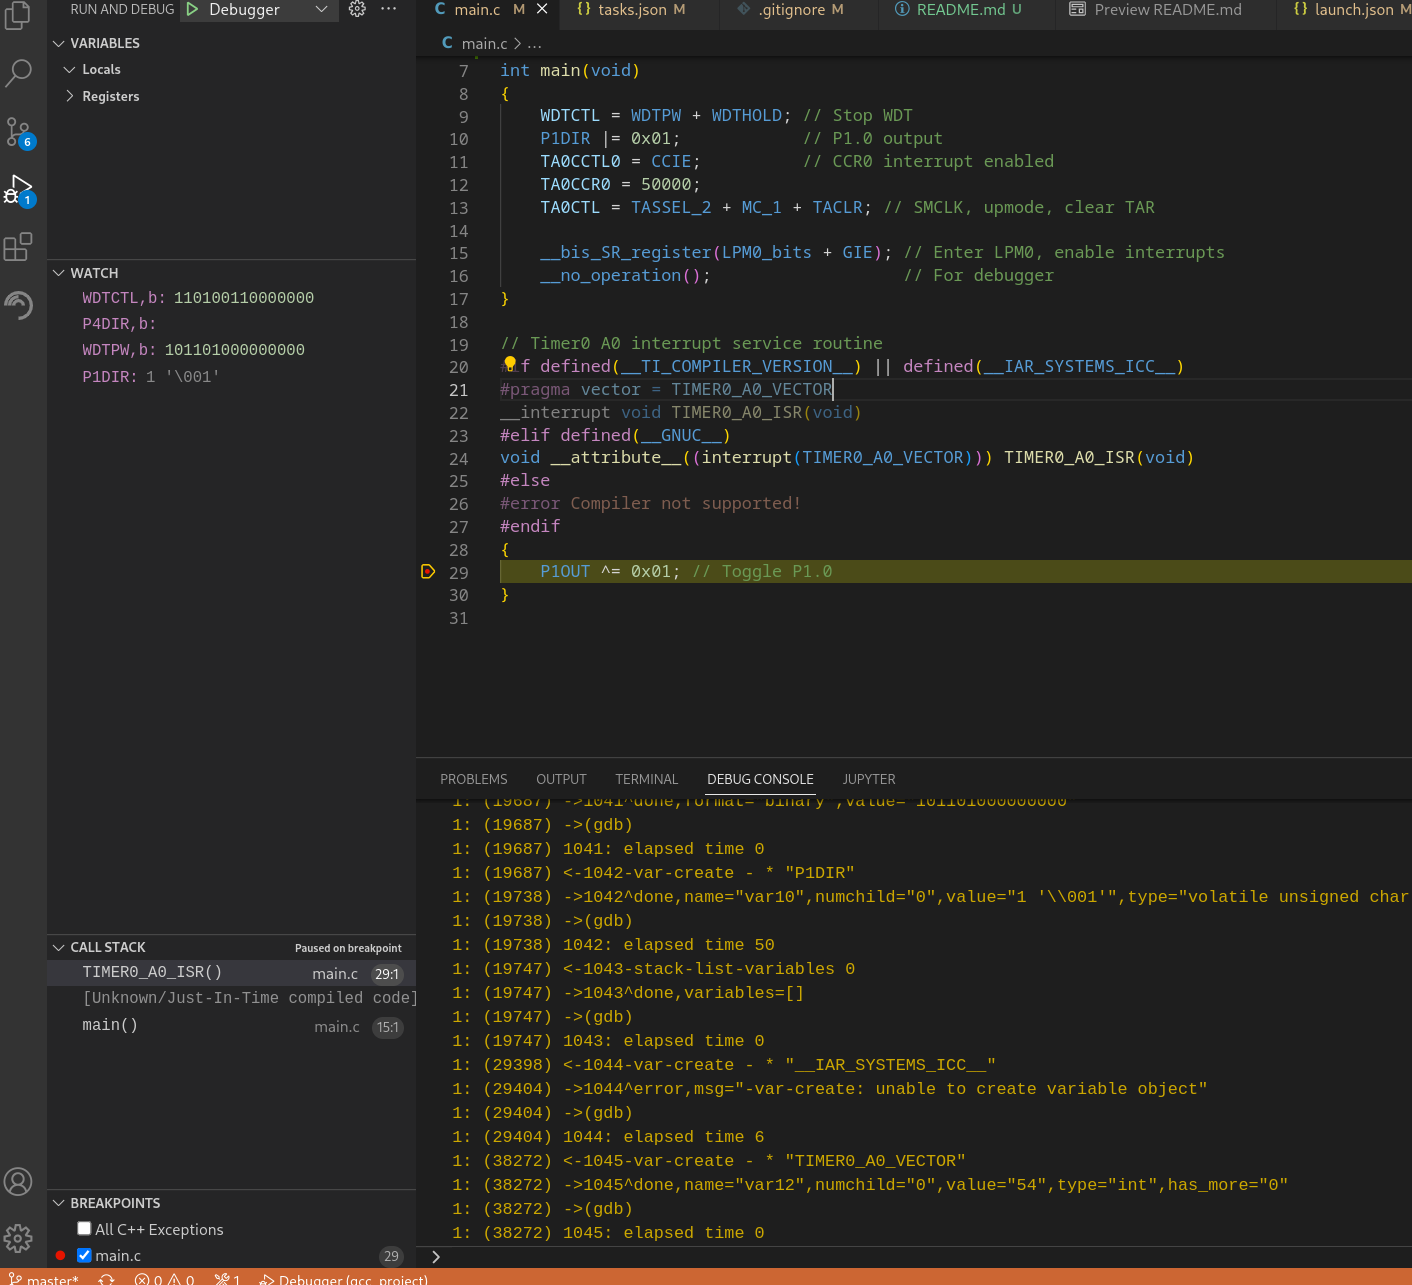 RUN AND DEBUG Debugger
VARIABLES
Locals
Registers
6
1
WATCH
WDTCTL,b: 110100110000000
P4DIR,b:
WDTPW,b: 101101000000000
P1DIR: 1 '\001'
CALL STACK Paused on breakpoint
TIMER0_A0_ISR() main.c 29:1
[Unknown/Just-In-Time compiled code]
main() main.c 15:1
BREAKPOINTS
All C++ Exceptions
main.c 29
C main.c M {} tasks.json M .gitignore M README.md U Preview README.md {} launch.json M
C main.c > ...
7 int main(void)
8 {
9 WDTCTL = WDTPW + WDTHOLD; // Stop WDT
10 P1DIR |= 0x01; // P1.0 output
11 TA0CCTL0 = CCIE; // CCR0 interrupt enabled
12 TA0CCR0 = 50000;
13 TA0CTL = TASSEL_2 + MC_1 + TACLR; // SMCLK, upmode, clear TAR
14
15 __bis_SR_register(LPM0_bits + GIE); // Enter LPM0, enable interrupts
16 __no_operation(); // For debugger
17 }
18
19 // Timer0 A0 interrupt service routine
20 #if defined(__TI_COMPILER_VERSION__) || defined(__IAR_SYSTEMS_ICC__)
21 #pragma vector = TIMER0_A0_VECTOR
22 __interrupt void TIMER0_A0_ISR(void)
23 #elif defined(__GNUC__)
24 void __attribute__((interrupt(TIMER0_A0_VECTOR))) TIMER0_A0_ISR(void)
25 #else
26 #error Compiler not supported!
27 #endif
28 {
29 P1OUT ^= 0x01; // Toggle P1.0
30 }
31
PROBLEMS OUTPUT TERMINAL DEBUG CONSOLE JUPYTER
1: (19687) ->1041^done,format="binary",value="101101000000000"
1: (19687) ->(gdb)
1: (19687) 1041: elapsed time 0
1: (19687) <-1042-var-create - * "P1DIR"
1: (19738) ->1042^done,name="var10",numchild="0",value="1 '\\001'",type="volatile unsigned char
1: (19738) ->(gdb)
1: (19738) 1042: elapsed time 50
1: (19747) <-1043-stack-list-variables 0
1: (19747) ->1043^done,variables=[]
1: (19747) ->(gdb)
1: (19747) 1043: elapsed time 0
1: (29398) <-1044-var-create - * "__IAR_SYSTEMS_ICC__"
1: (29404) ->1044^error,msg="-var-create: unable to create variable object"
1: (29404) ->(gdb)
1: (29404) 1044: elapsed time 6
1: (38272) <-1045-var-create - * "TIMER0_A0_VECTOR"
1: (38272) ->1045^done,name="var12",numchild="0",value="54",type="int",has_more="0"
1: (38272) ->(gdb)
1: (38272) 1045: elapsed time 0
>
master* 0 0 1 Debugger (gcc_project)